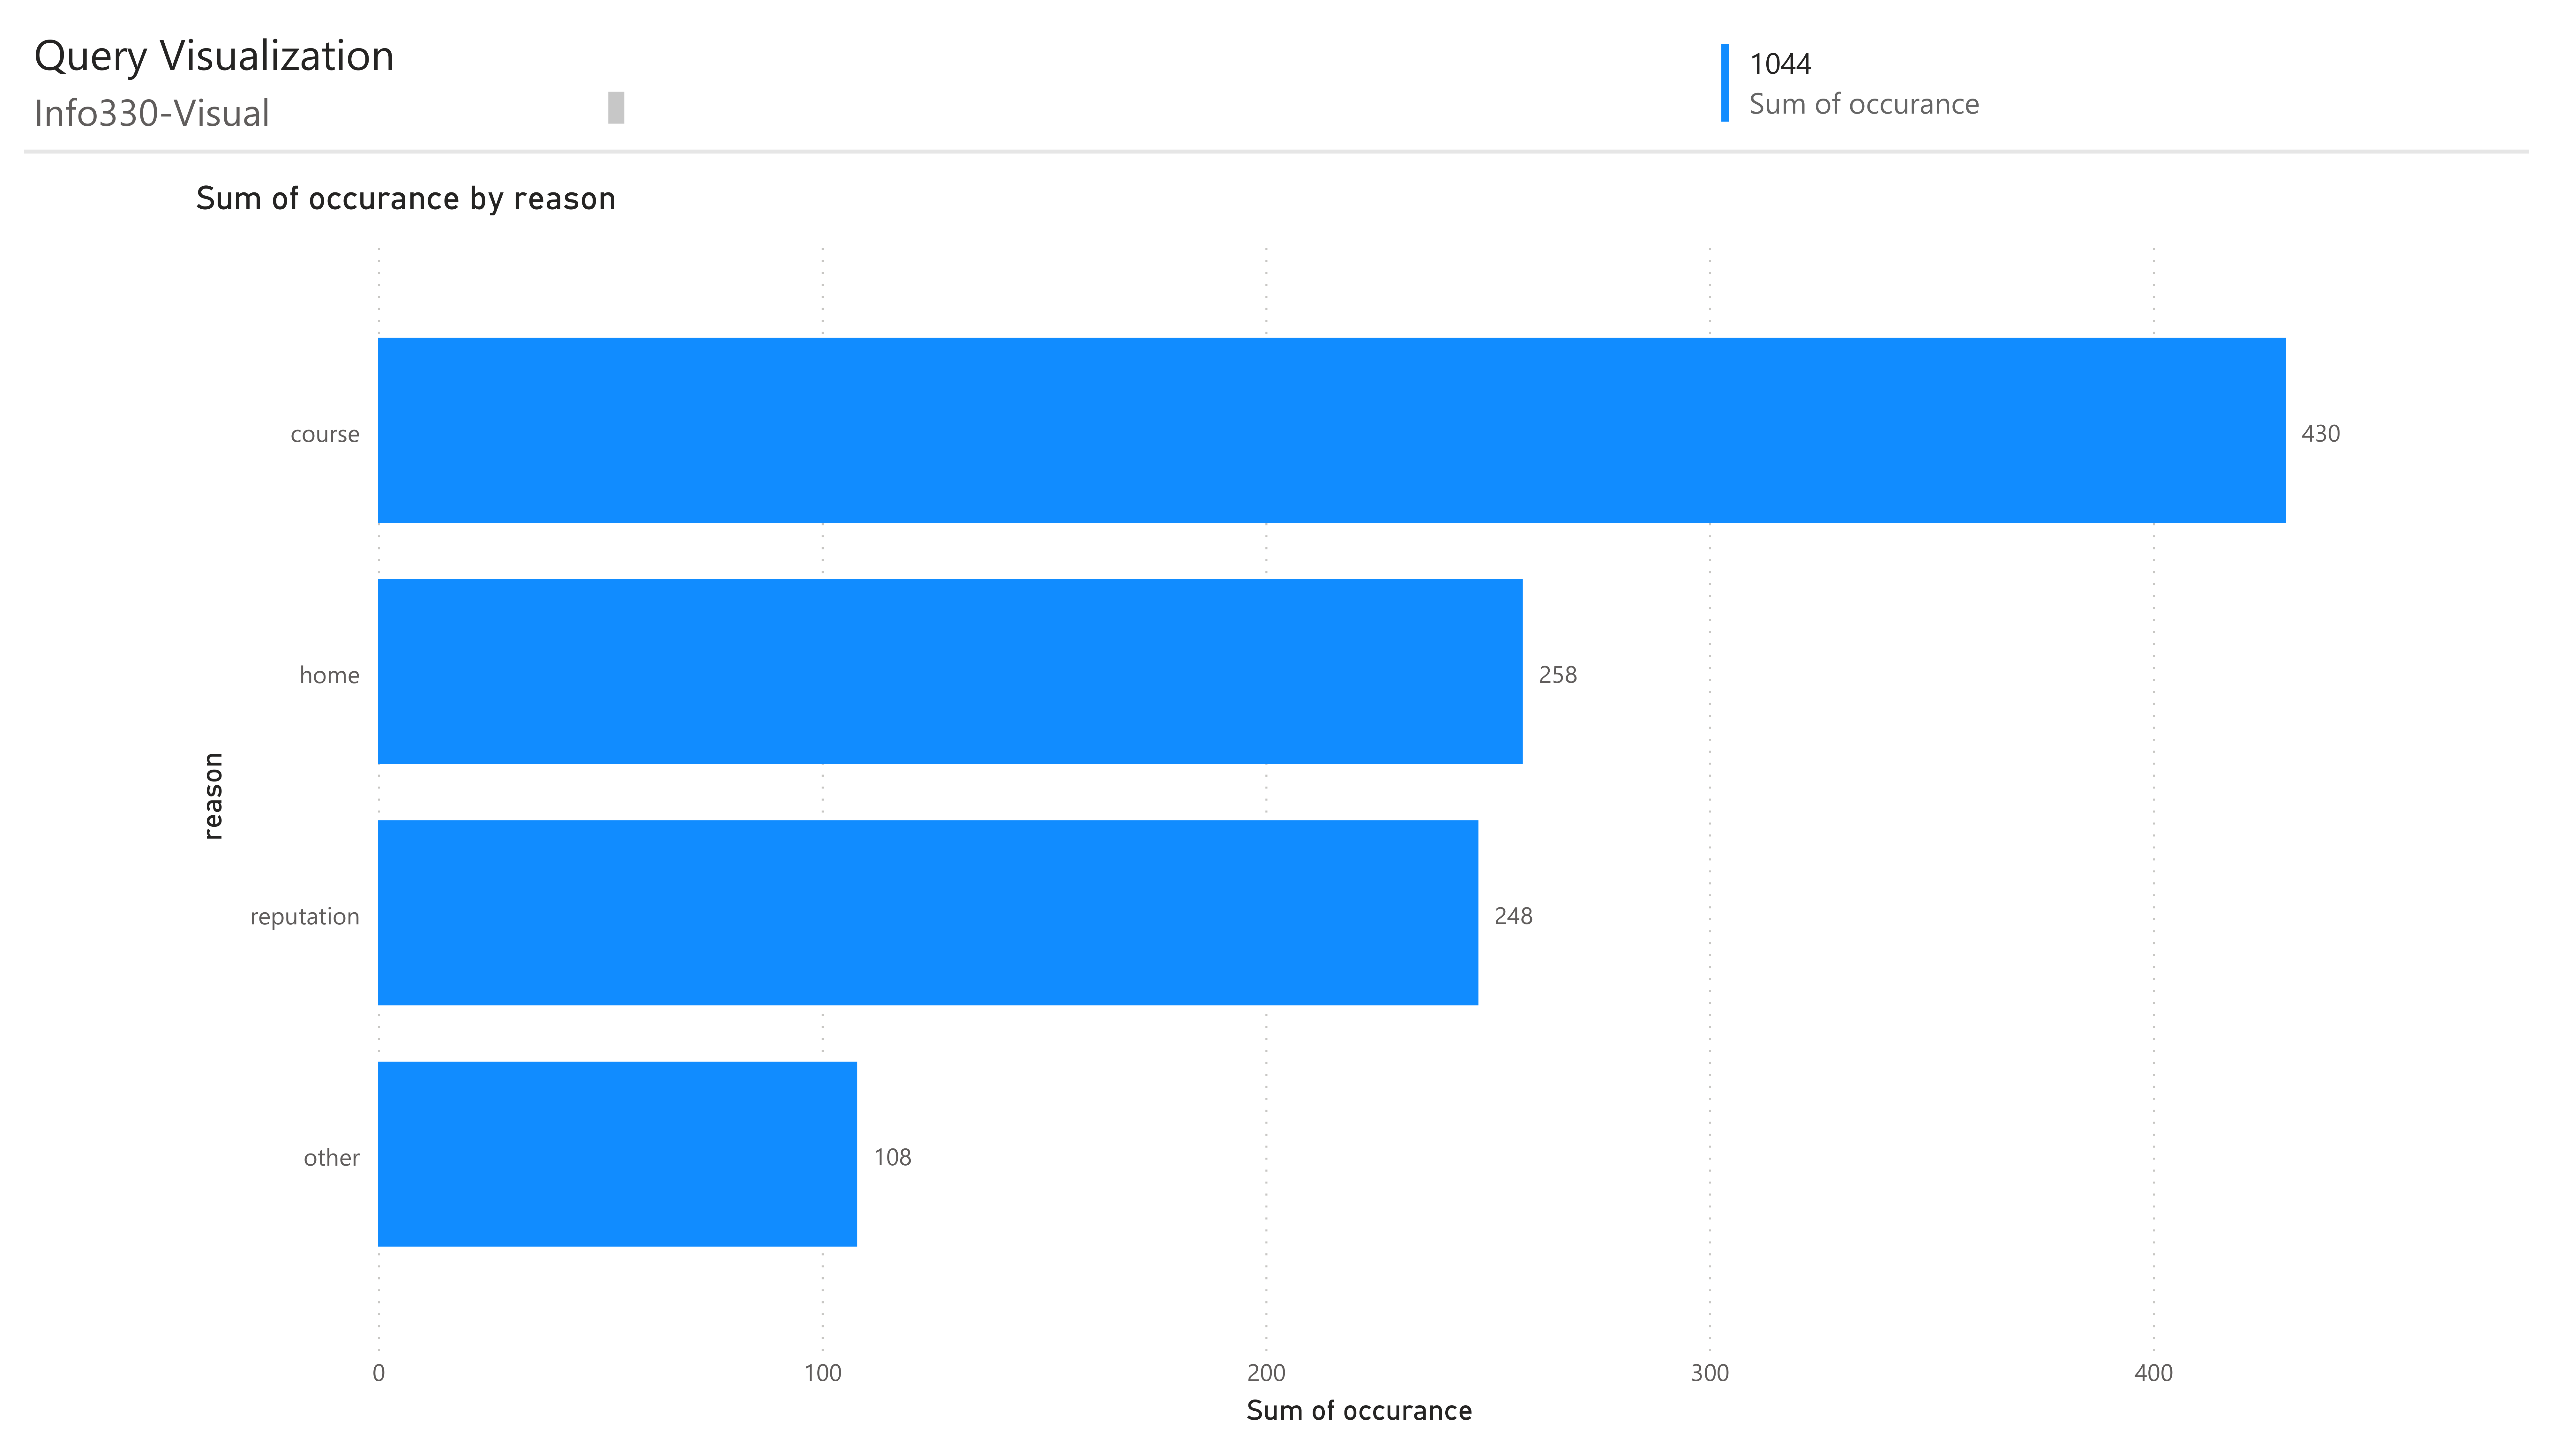 Query Visualization
Info330-Visual
1044
Sum of occurance
Sum of occurance by reason
reason
course
430
home
258
reputation
248
other
108
0 100 200 300 400
Sum of occurance